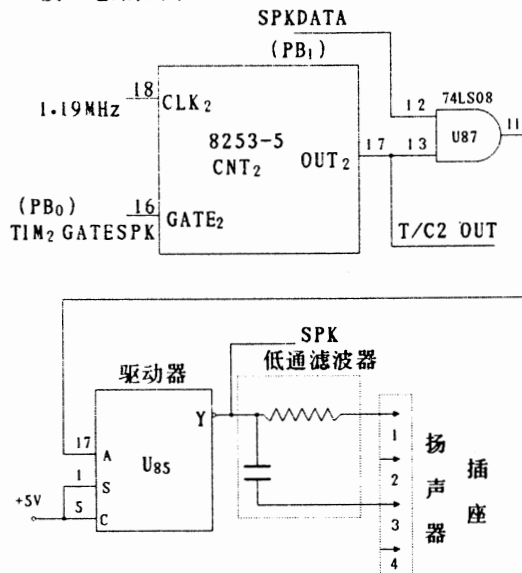 SPKDATA
(PB₁)
74LS08
18
CLK₂
1.19MHz
12
11
U87
8253-5
CNT₂
OUT₂
17
13
(PB₀)
16
GATE₂
TIM₂ GATESPK
T/C2 OUT
SPK
低通滤波器
驱动器
Y
17
A
U₈₅
1
S
+5V
5
C
1
2
3
4
扬声器
插座